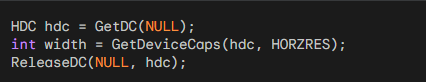 HDC hdc = GetDC(NULL);
int width = GetDeviceCaps(hdc, HORZRES);
ReleaseDC(NULL, hdc);